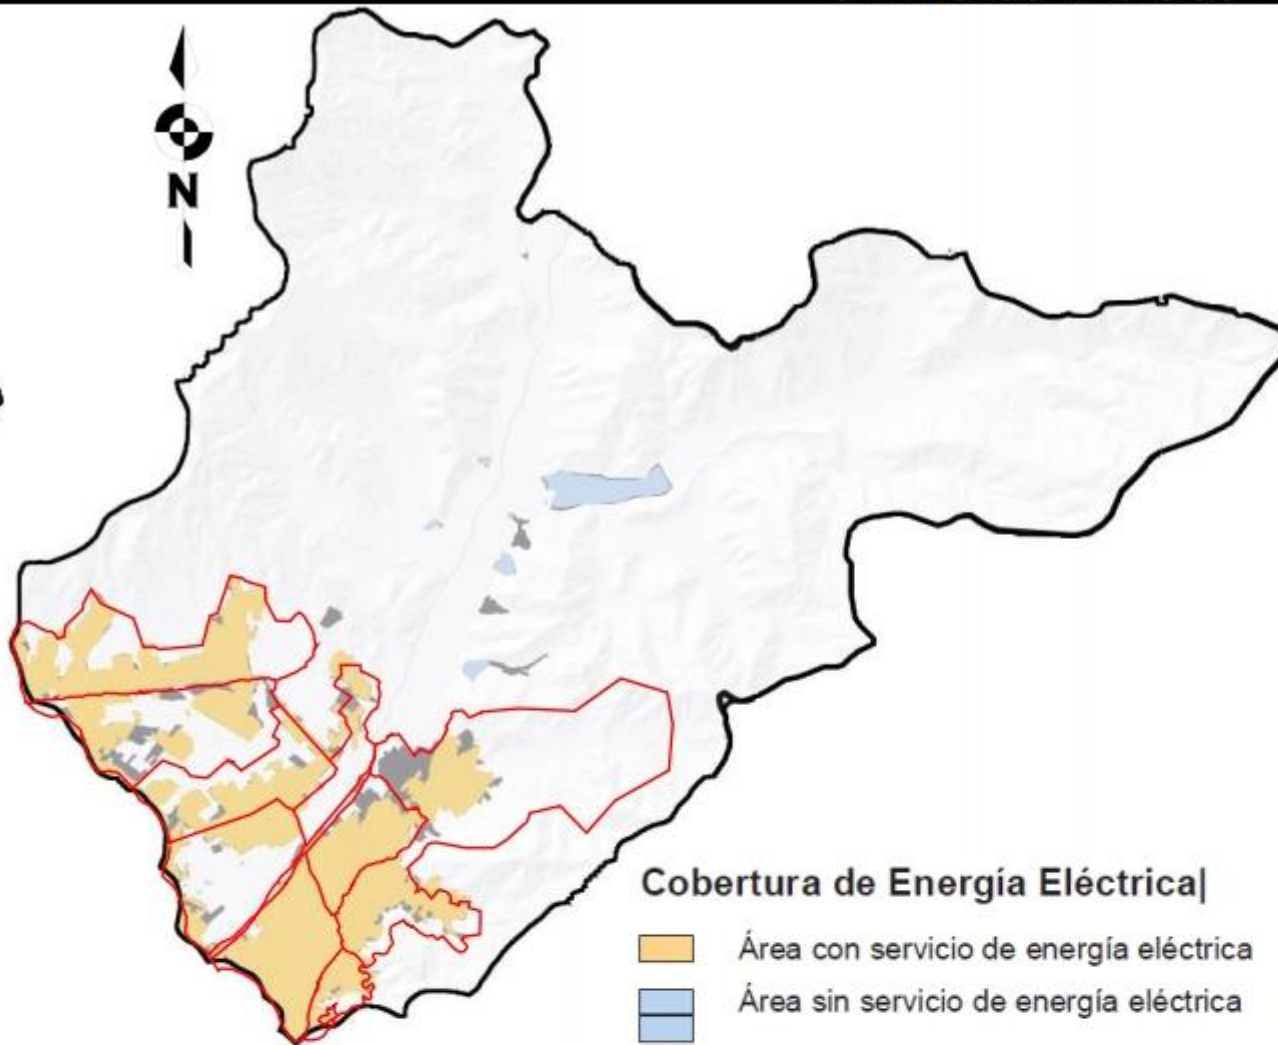 N
Cobertura de Energía Eléctrica|
Área con servicio de energía eléctrica
Área sin servicio de energía eléctrica